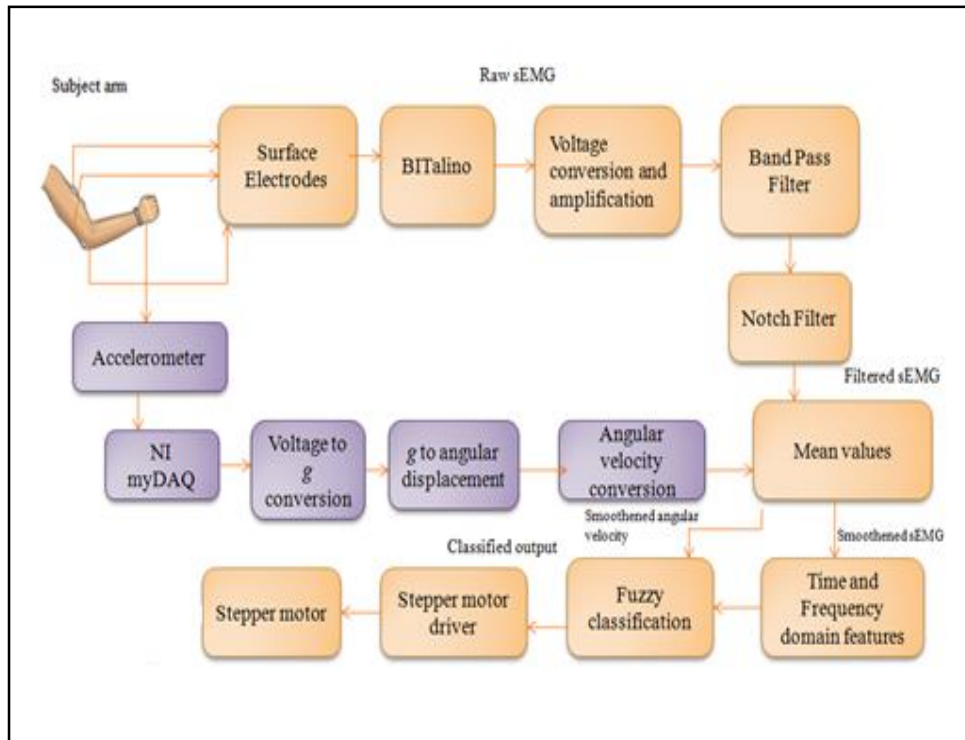 Raw sEMG
Subject arm
Surface
Electrodes
BITalino
Voltage
conversion and
amplification
Band Pass
Filter
Notch Filter
Accelerometer
Filtered sEMG
NI
myDAQ
Voltage to
g
conversion
g to angular
displacement
Angular
velocity
conversion
Mean values
Smoothened angular
velocity
Smoothened sEMG
Classified output
Stepper motor
Stepper motor
driver
Fuzzy
classification
Time and
Frequency
domain features